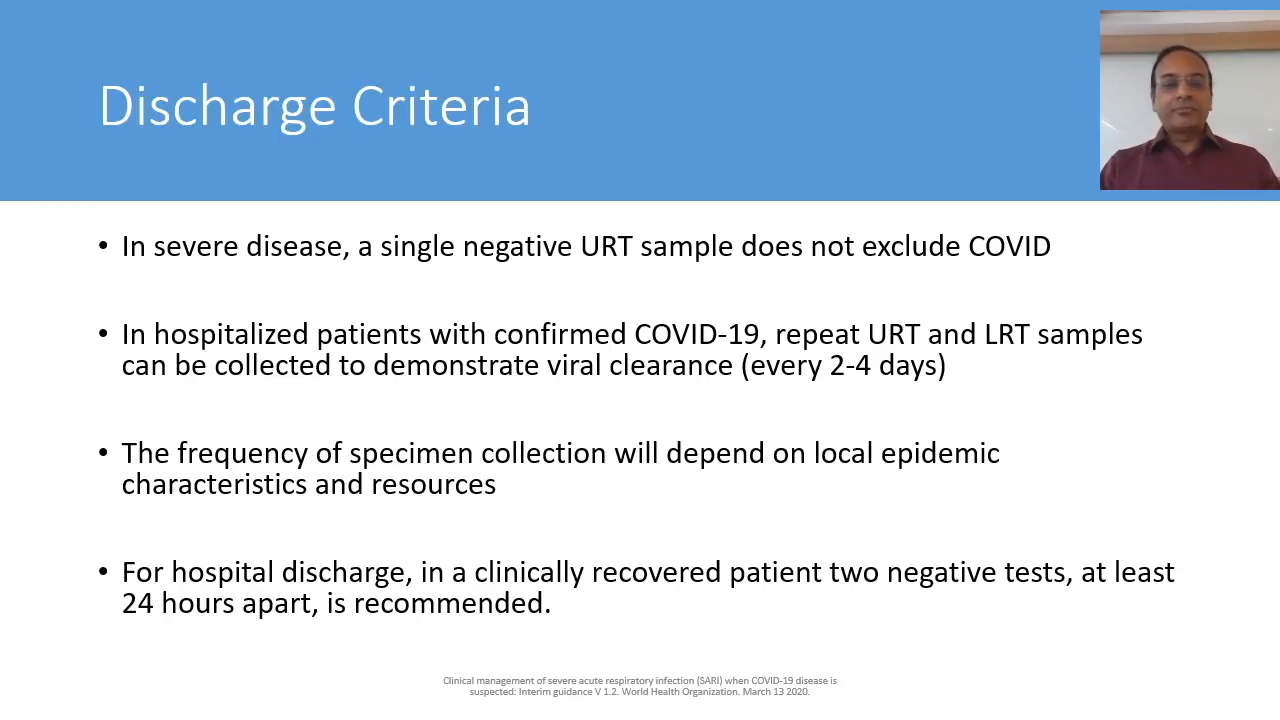 Discharge Criteria
• In severe disease, a single negative URT sample does not exclude COVID
• In hospitalized patients with confirmed COVID-19, repeat URT and LRT samples
can be collected to demonstrate viral clearance (every 2-4 days)
• The frequency of specimen collection will depend on local epidemic
characteristics and resources
• For hospital discharge, in a clinically recovered patient two negative tests, at least
24 hours apart, is recommended.
Clinical management of severe acute respiratory infection (SARI) when COVID-19 disease is
suspected: Interim guidance V 1.2. World Health Organization. March 13 2020.